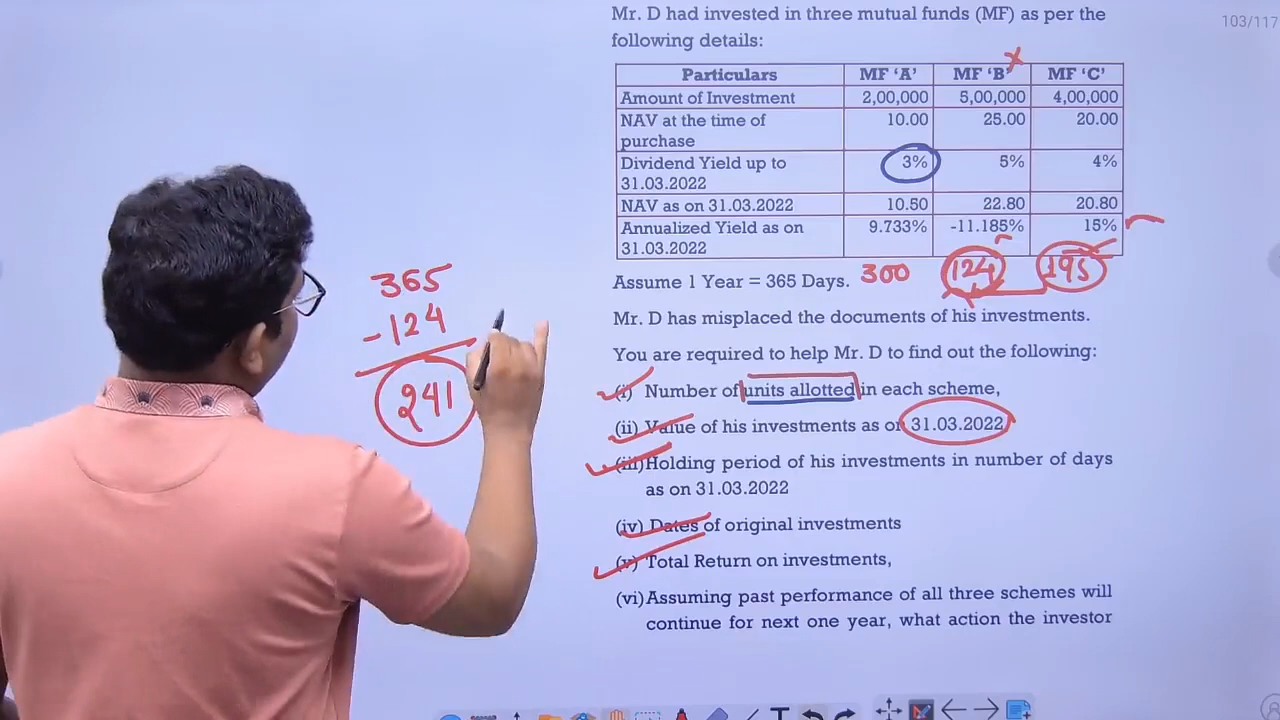 Mr. D had invested in three mutual funds (MF) as per the
following details:
103/117
Particulars MF 'A' MF 'B' MF 'C'
Amount of Investment 2,00,000 5,00,000 4,00,000
NAV at the time of purchase 10.00 25.00 20.00
Dividend Yield up to 31.03.2022 3% 5% 4%
NAV as on 31.03.2022 10.50 22.80 20.80
Annualized Yield as on 31.03.2022 9.733% -11.185% 15%
Assume 1 Year = 365 Days. 300 124 195
Mr. D has misplaced the documents of his investments.
You are required to help Mr. D to find out the following:
(i) Number of units allotted in each scheme,
(ii) Value of his investments as on 31.03.2022
(iii) Holding period of his investments in number of days
as on 31.03.2022
(iv) Dates of original investments
(v) Total Return on investments,
(vi) Assuming past performance of all three schemes will
continue for next one year, what action the investor
365
-124
241